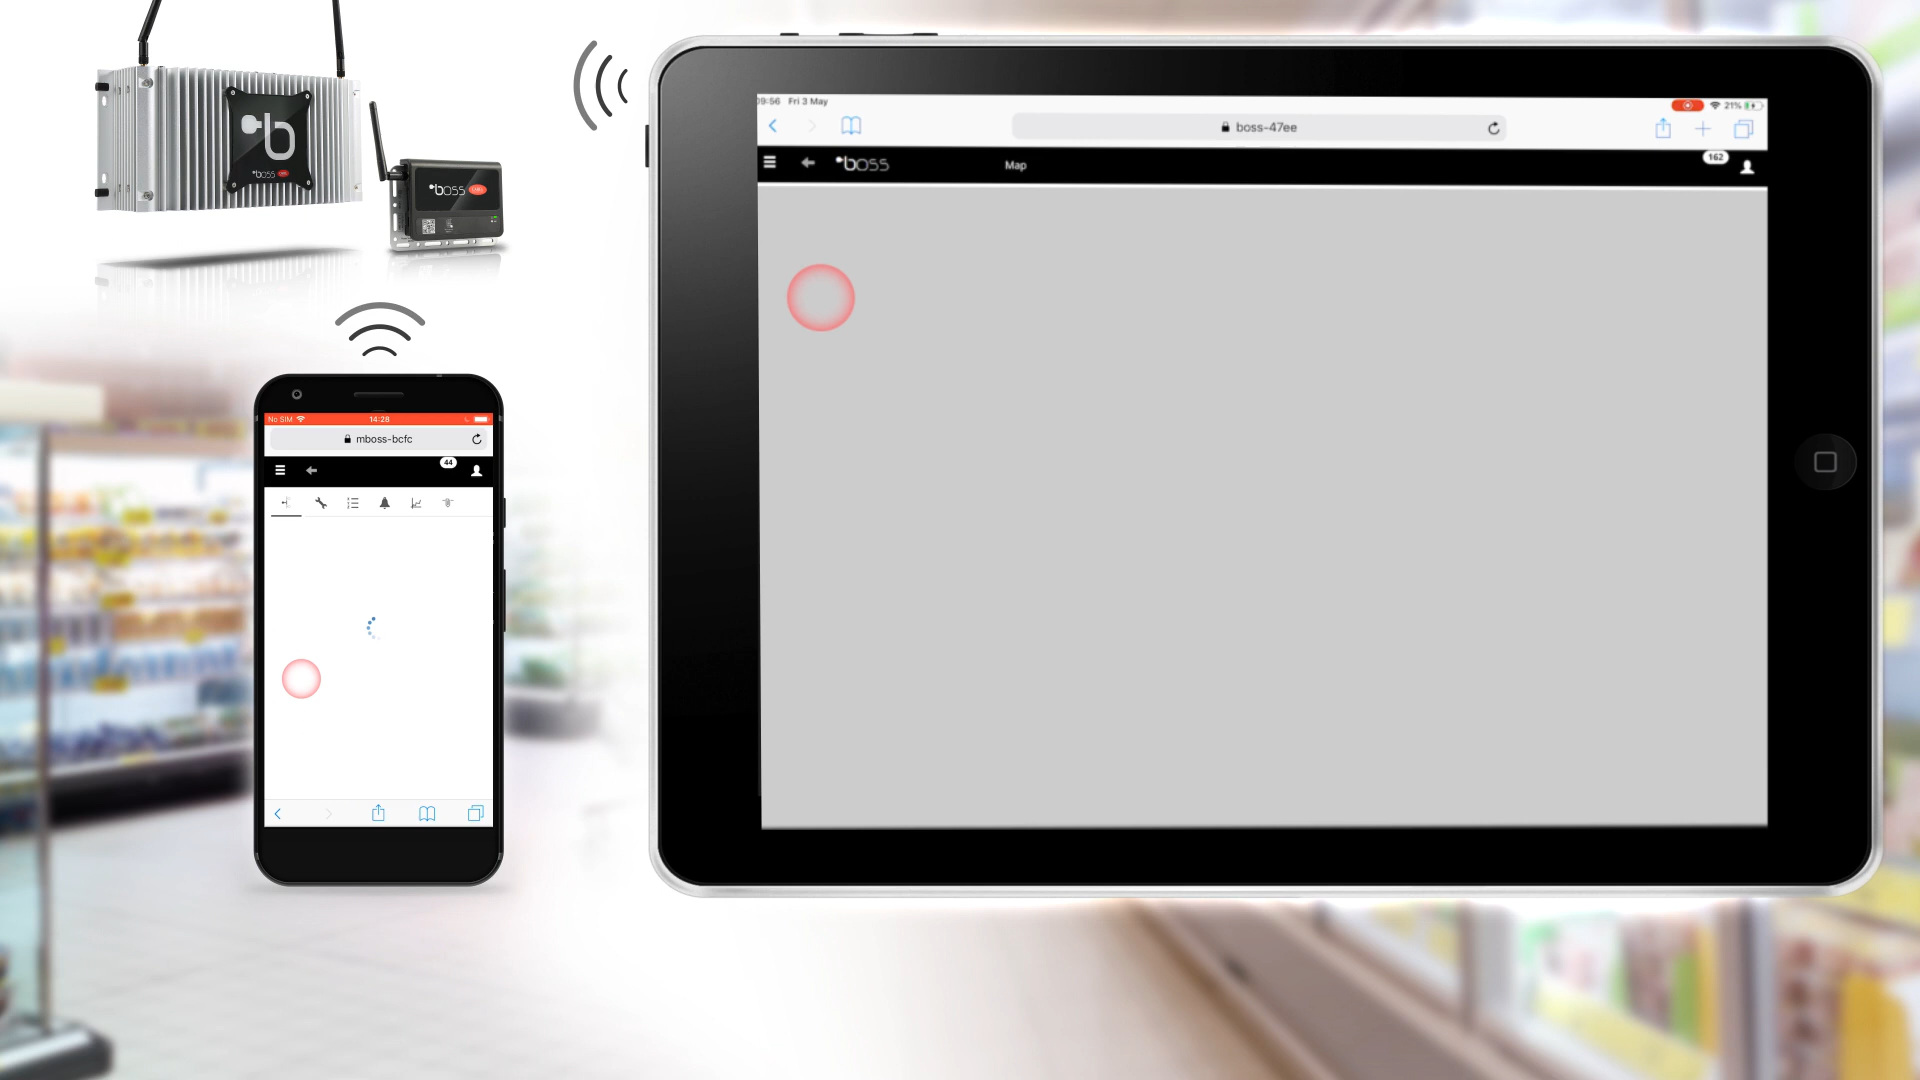 b
boss
boss
09:56 Fri 3 May
21%
boss-47ee
boss
Map
162
No SIM
14:28
mboss-bcfc
44